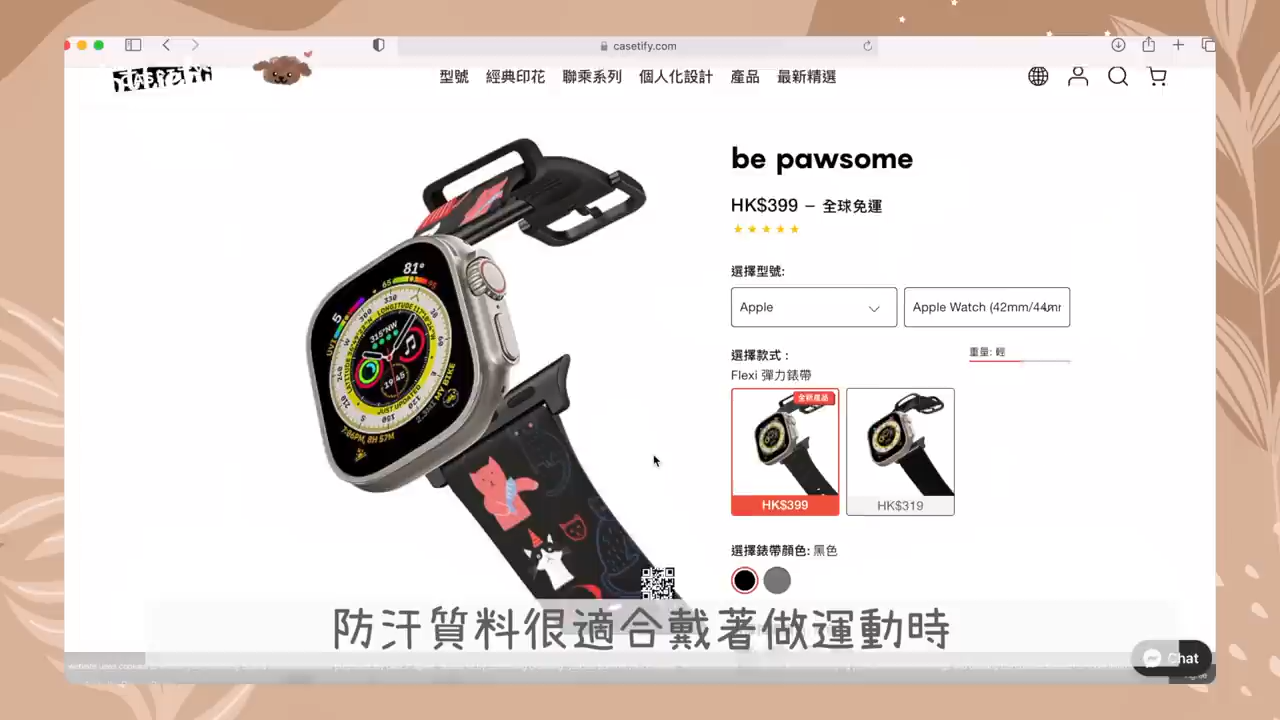 casetify.com
型號 經典印花 聯乘系列 個人化設計 產品 最新精選
be pawsome
HK$399 – 全球免運
選擇型號:
Apple
Apple Watch (42mm/44mm
選擇款式 :
重量: 輕
Flexi 彈力錶帶
全新產品
HK$399
HK$319
選擇錶帶顏色: 黑色
81°
防汗質料很適合戴著做運動時
Chat